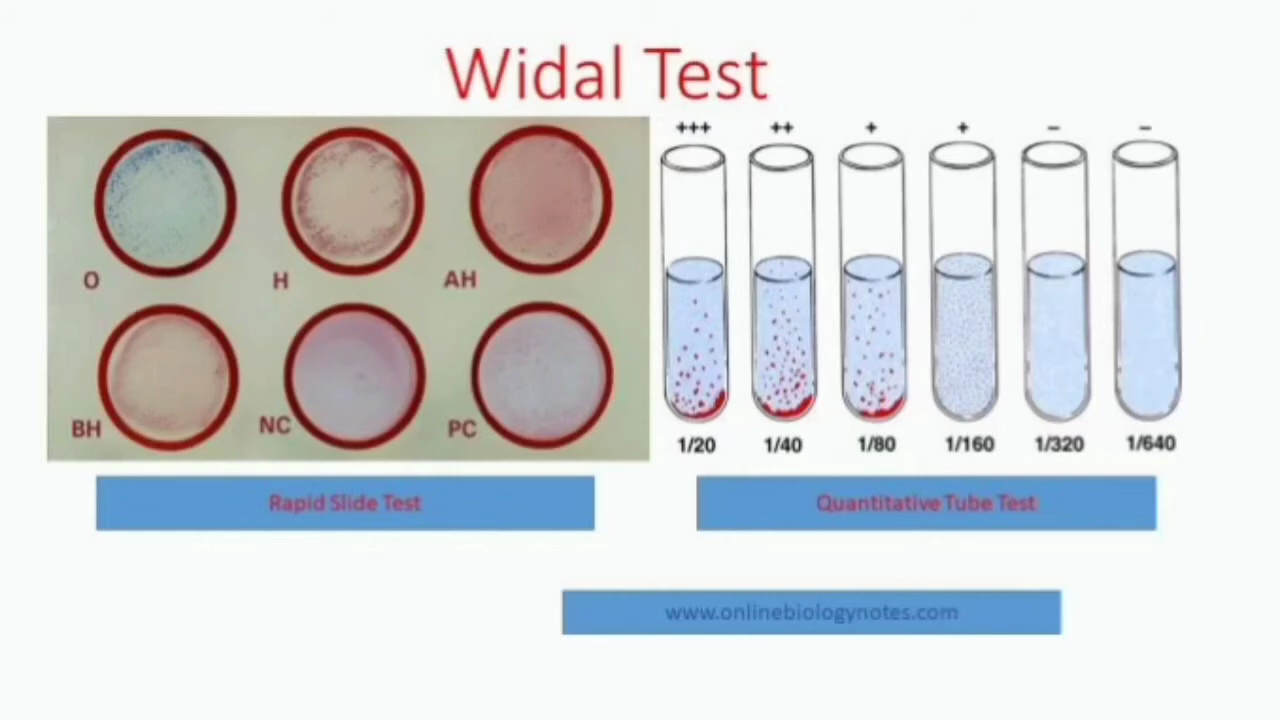 Widal Test
O H AH
BH NC PC
+++ ++ + + – –
1/20 1/40 1/80 1/160 1/320 1/640
Rapid Slide Test
Quantitative Tube Test
www.onlinebiologynotes.com